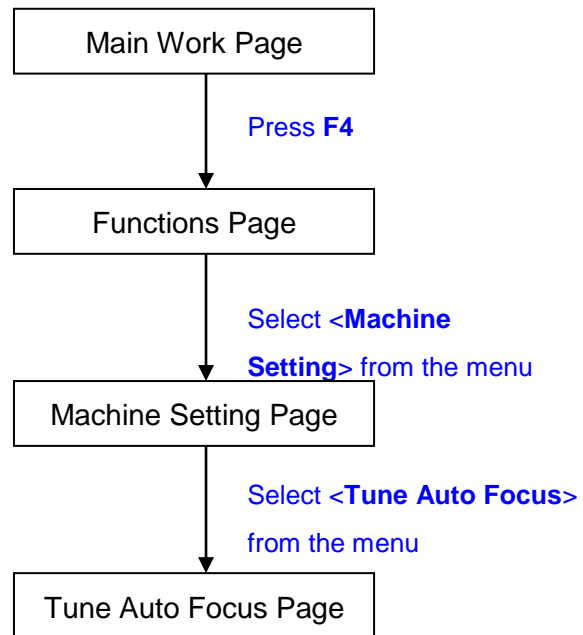 Main Work Page
Press F4
Functions Page
Select <Machine
Setting> from the menu
Machine Setting Page
Select <Tune Auto Focus>
from the menu
Tune Auto Focus Page